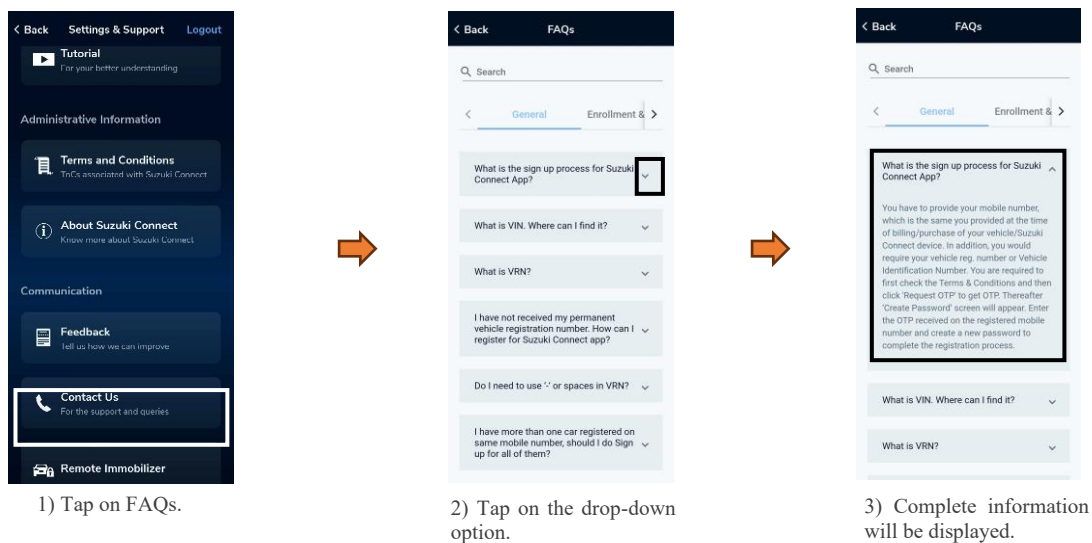 < Back Settings & Support Logout
Tutorial
For your better understanding
Administrative Information
Terms and Conditions
TnCs associated with Suzuki Connect
About Suzuki Connect
Know more about Suzuki Connect
Communication
Feedback
Tell us how we can improve
Contact Us
For the support and queries
Remote Immobilizer
1) Tap on FAQs.
< Back FAQs
Search
< General Enrollment & >
What is the sign up process for Suzuki
Connect App?
What is VIN. Where can I find it?
What is VRN?
I have not received my permanent
vehicle registration number. How can I
register for Suzuki Connect app?
Do I need to use '-' or spaces in VRN?
I have more than one car registered on
same mobile number, should I do Sign
up for all of them?
2) Tap on the drop-down
option.
< Back FAQs
Search
< General Enrollment & >
What is the sign up process for Suzuki
Connect App?
You have to provide your mobile number,
which is the same you provided at the time
of billing/purchase of your vehicle/Suzuki
Connect device. In addition, you would
require your vehicle reg. number or Vehicle
Identification Number. You are required to
first check the Terms & Conditions and then
click 'Request OTP' to get OTP. Thereafter
'Create Password' screen will appear. Enter
the OTP received on the registered mobile
number and create a new password to
complete the registration process.
What is VIN. Where can I find it?
What is VRN?
3) Complete information
will be displayed.